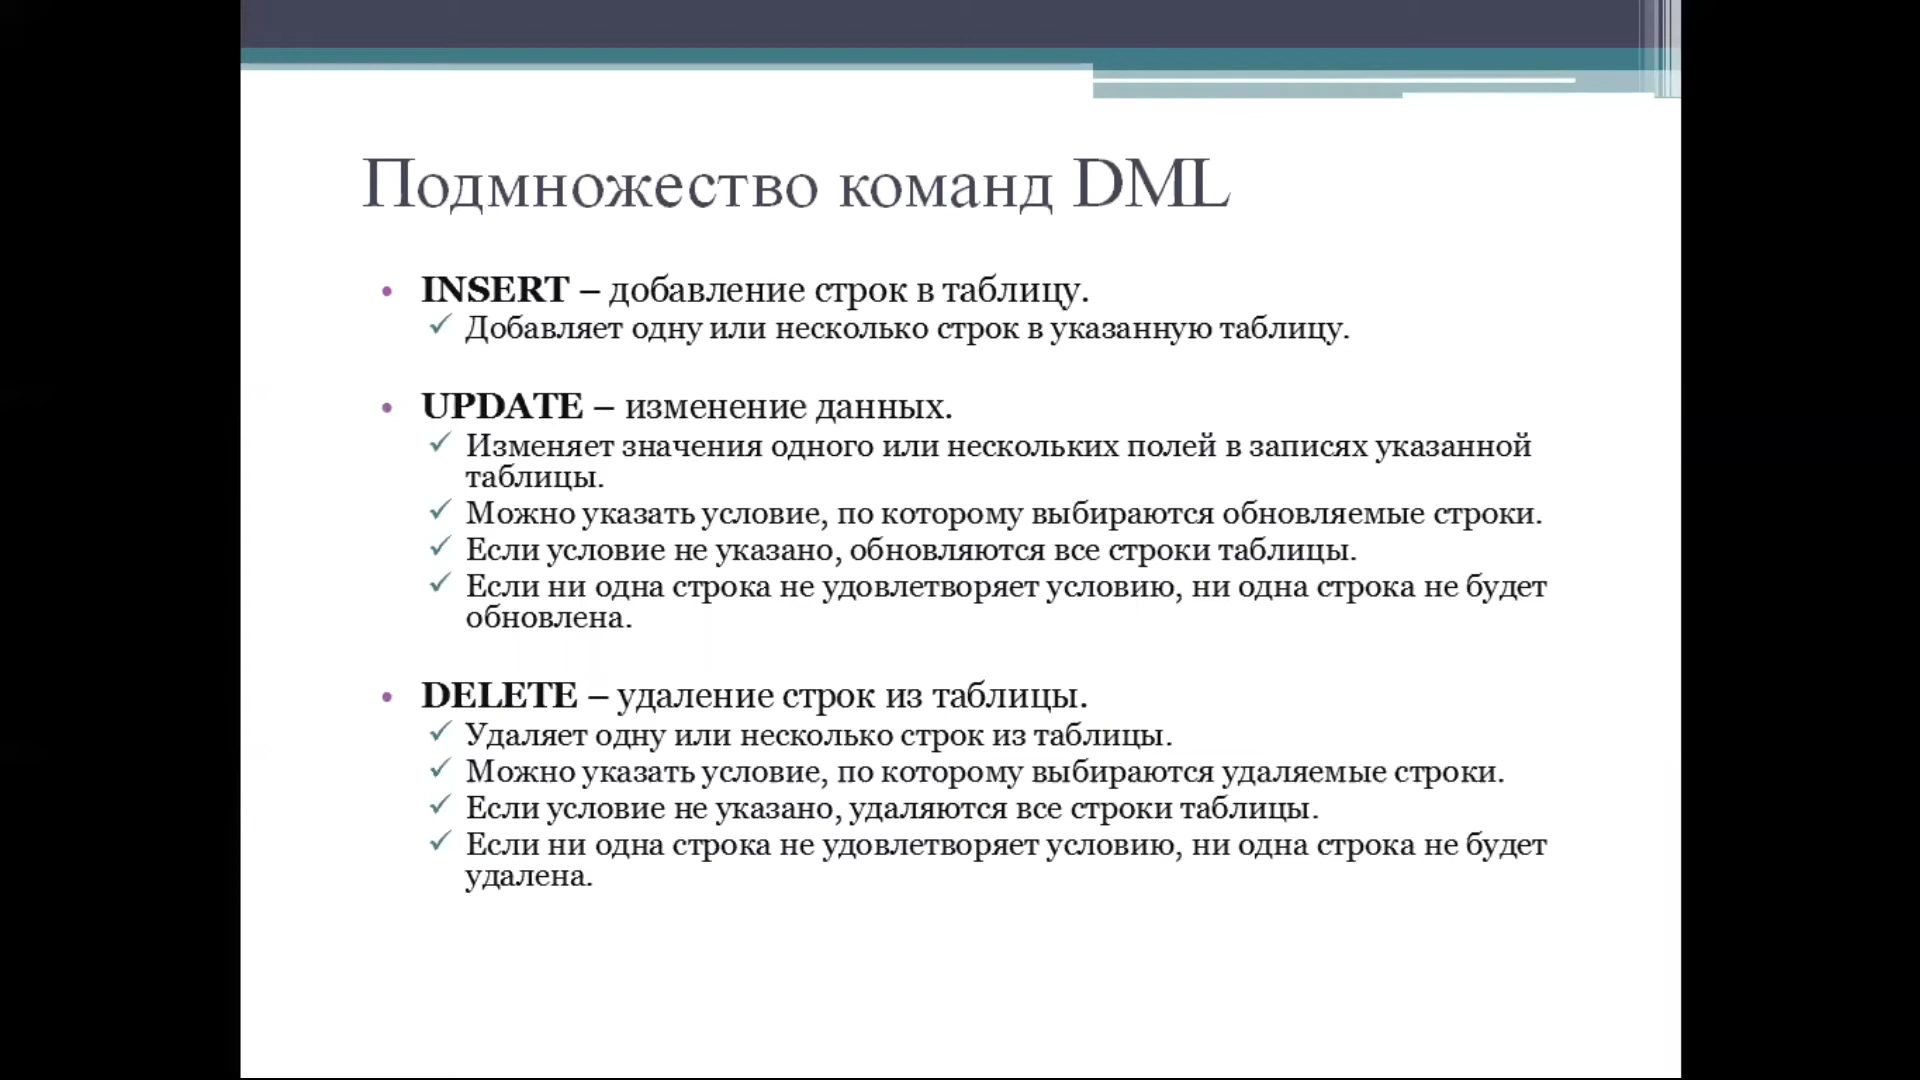 Подмножество команд DML
• INSERT – добавление строк в таблицу.
✓ Добавляет одну или несколько строк в указанную таблицу.
• UPDATE – изменение данных.
✓ Изменяет значения одного или нескольких полей в записях указанной
таблицы.
✓ Можно указать условие, по которому выбираются обновляемые строки.
✓ Если условие не указано, обновляются все строки таблицы.
✓ Если ни одна строка не удовлетворяет условию, ни одна строка не будет
обновлена.
• DELETE – удаление строк из таблицы.
✓ Удаляет одну или несколько строк из таблицы.
✓ Можно указать условие, по которому выбираются удаляемые строки.
✓ Если условие не указано, удаляются все строки таблицы.
✓ Если ни одна строка не удовлетворяет условию, ни одна строка не будет
удалена.